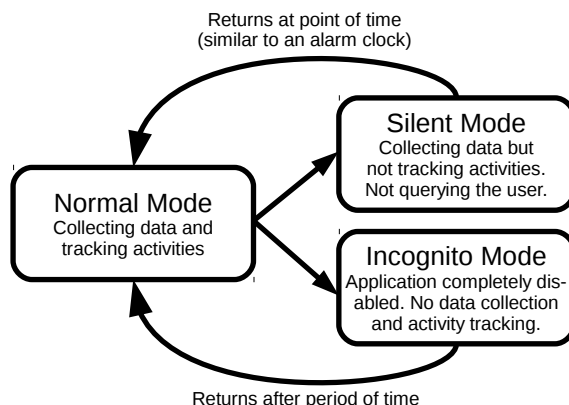 Returns at point of time
(similar to an alarm clock)
Silent Mode
Collecting data but
not tracking activities.
Not querying the user.
Normal Mode
Collecting data and
tracking activities
Incognito Mode
Application completely dis-
abled. No data collection
and activity tracking.
Returns after period of time